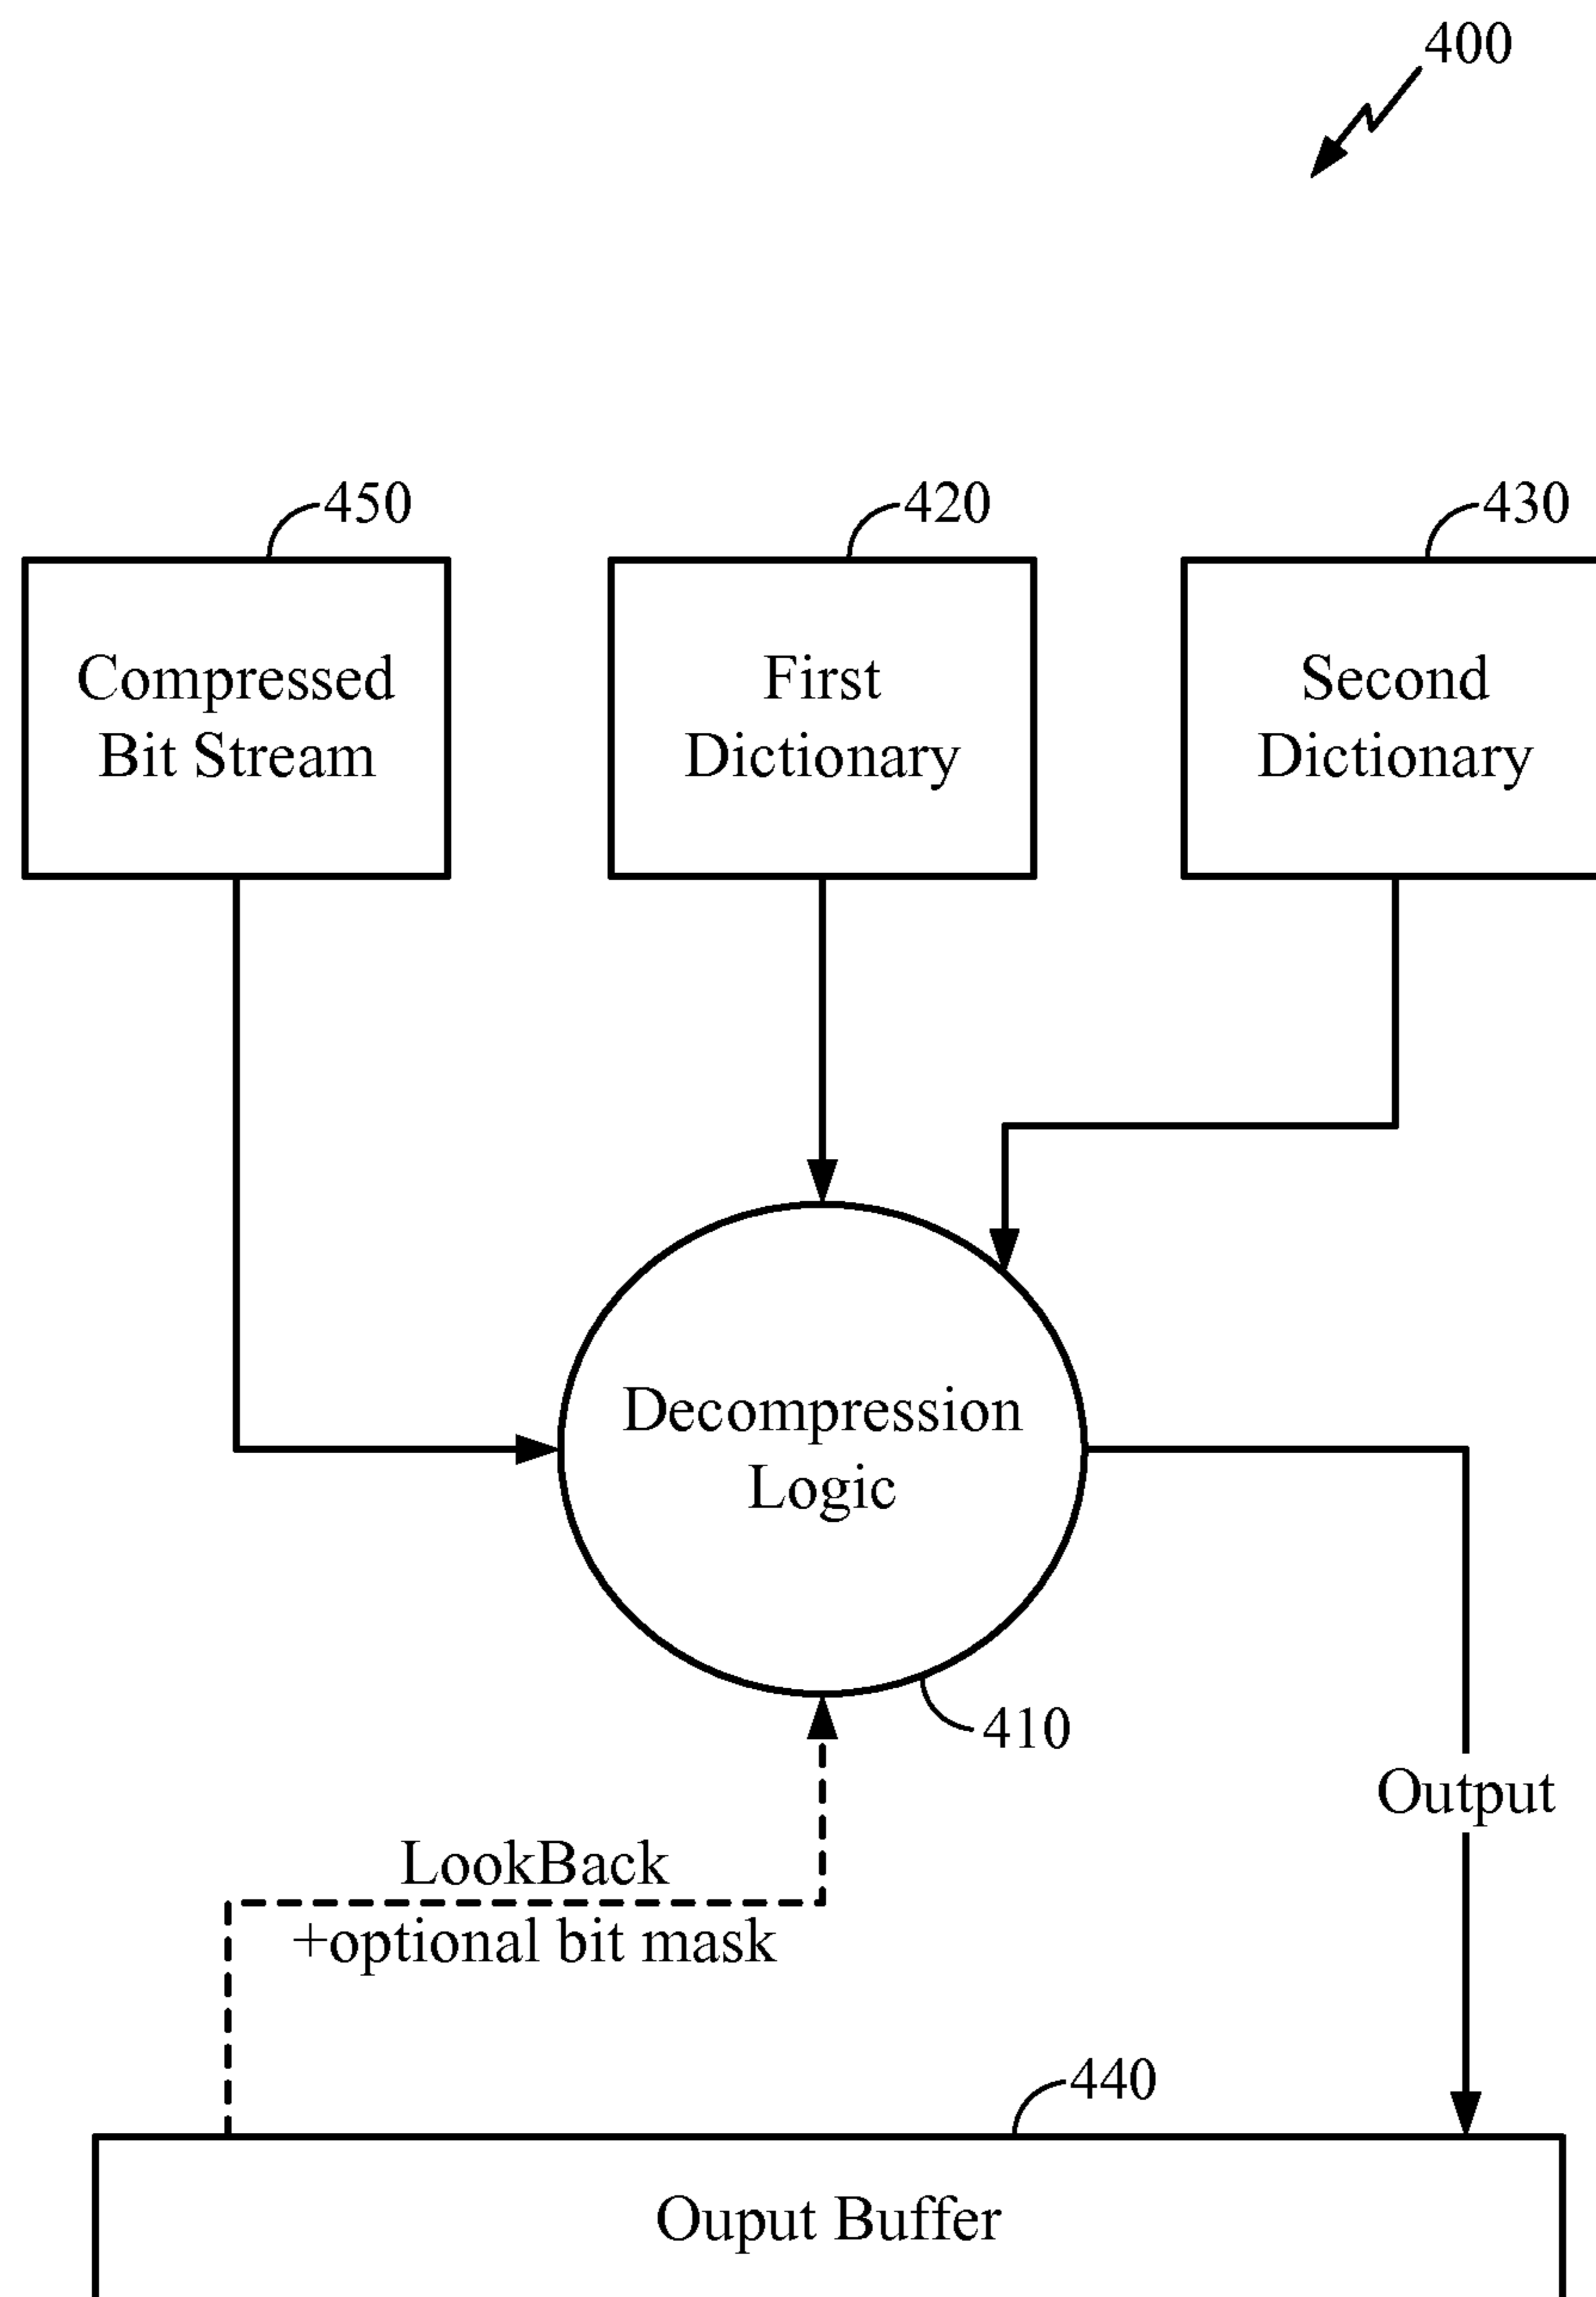 400
450
420
430
Compressed
Bit Stream
First
Dictionary
Second
Dictionary
Decompression
Logic
410
Output
LookBack
+optional bit mask
440
Ouput Buffer